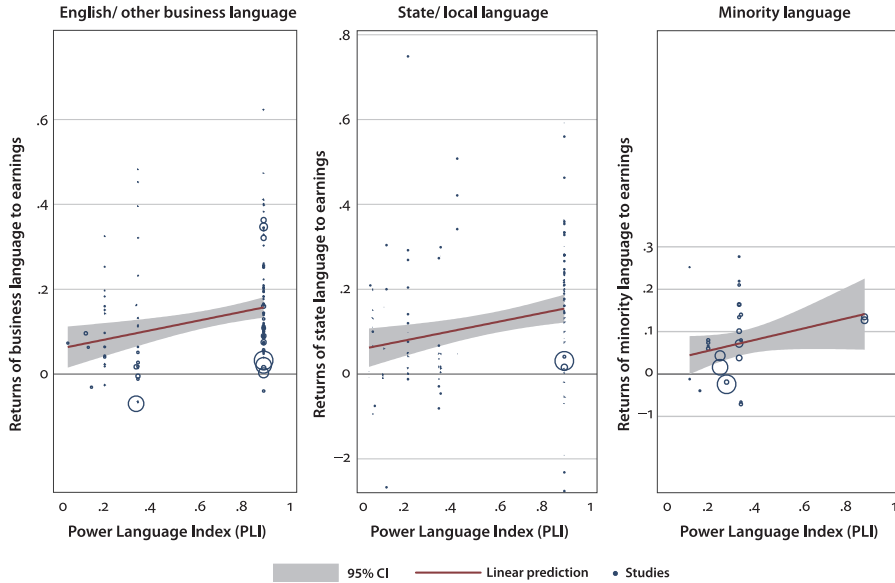 English/ other business language
Returns of business language to earnings
.6
.4
.2
0
0 .2 .4 .6 .8 1
Power Language Index (PLI)
State/ local language
Returns of state language to earnings
.8
.6
.4
.2
0
−2
0 .2 .4 .6 .8 1
Power Language Index (PLI)
Minority language
Returns of minority language to earnings
.3
.2
.1
0
−1
0 .2 .4 .6 .8 1
Power Language Index (PLI)
95% CI Linear prediction Studies